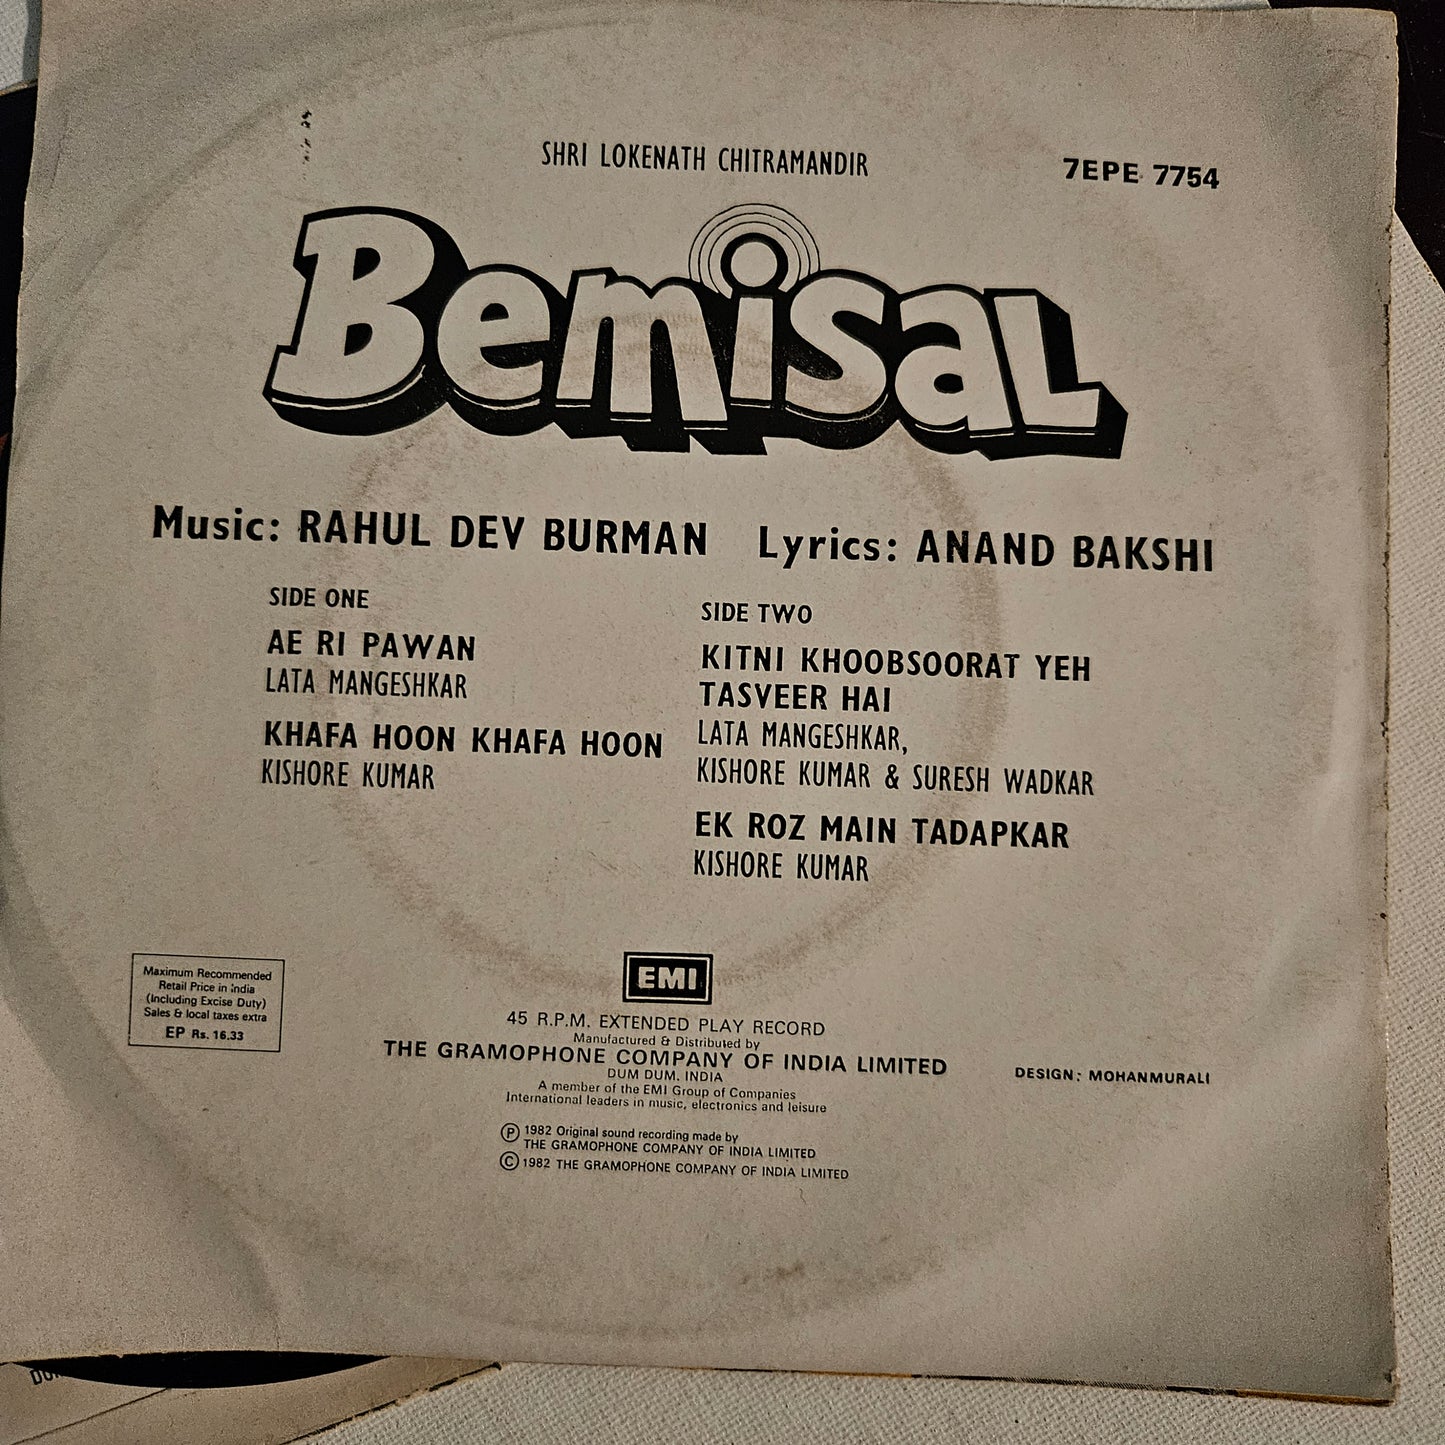 SHRI LOKENATH CHITRAMANDIR
7EPE 7754
Bemisal
Music: RAHUL DEV BURMAN Lyrics: ANAND BAKSHI
SIDE ONE
AE RI PAWAN
LATA MANGESHKAR
KHAFA HOON KHAFA HOON
KISHORE KUMAR
SIDE TWO
KITNI KHOOBSOORAT YEH
TASVEER HAI
LATA MANGESHKAR,
KISHORE KUMAR & SURESH WADKAR
EK ROZ MAIN TADAPKAR
KISHORE KUMAR
Maximum Recommended
Retail Price in India
(Including Excise Duty)
Sales & local taxes extra
EP Rs. 16.33
EMI
45 R.P.M. EXTENDED PLAY RECORD
Manufactured & Distributed by
THE GRAMOPHONE COMPANY OF INDIA LIMITED
DUM DUM, INDIA
A member of the EMI Group of Companies
International leaders in music, electronics and leisure
DESIGN: MOHANMURALI
Ⓟ 1982 Original sound recording made by
THE GRAMOPHONE COMPANY OF INDIA LIMITED
© 1982 THE GRAMOPHONE COMPANY OF INDIA LIMITED